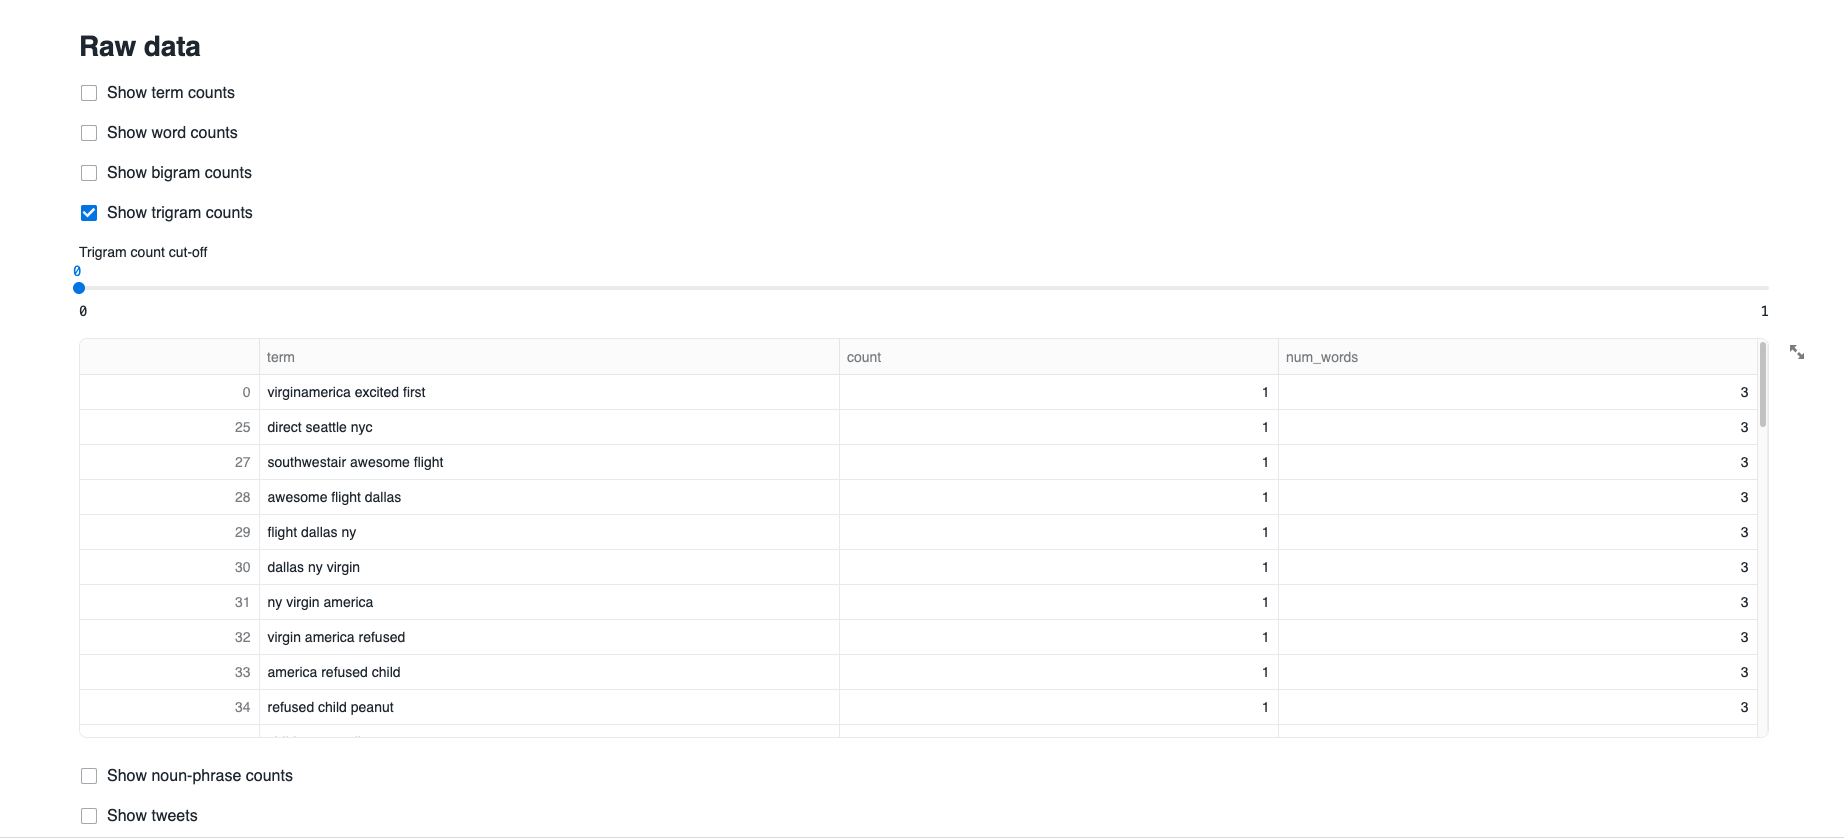 Raw data
Show term counts
Show word counts
Show bigram counts
Show trigram counts
Trigram count cut-off
0
0 1
term count num_words
0 virginamerica excited first 1 3
25 direct seattle nyc 1 3
27 southwestair awesome flight 1 3
28 awesome flight dallas 1 3
29 flight dallas ny 1 3
30 dallas ny virgin 1 3
31 ny virgin america 1 3
32 virgin america refused 1 3
33 america refused child 1 3
34 refused child peanut 1 3
Show noun-phrase counts
Show tweets